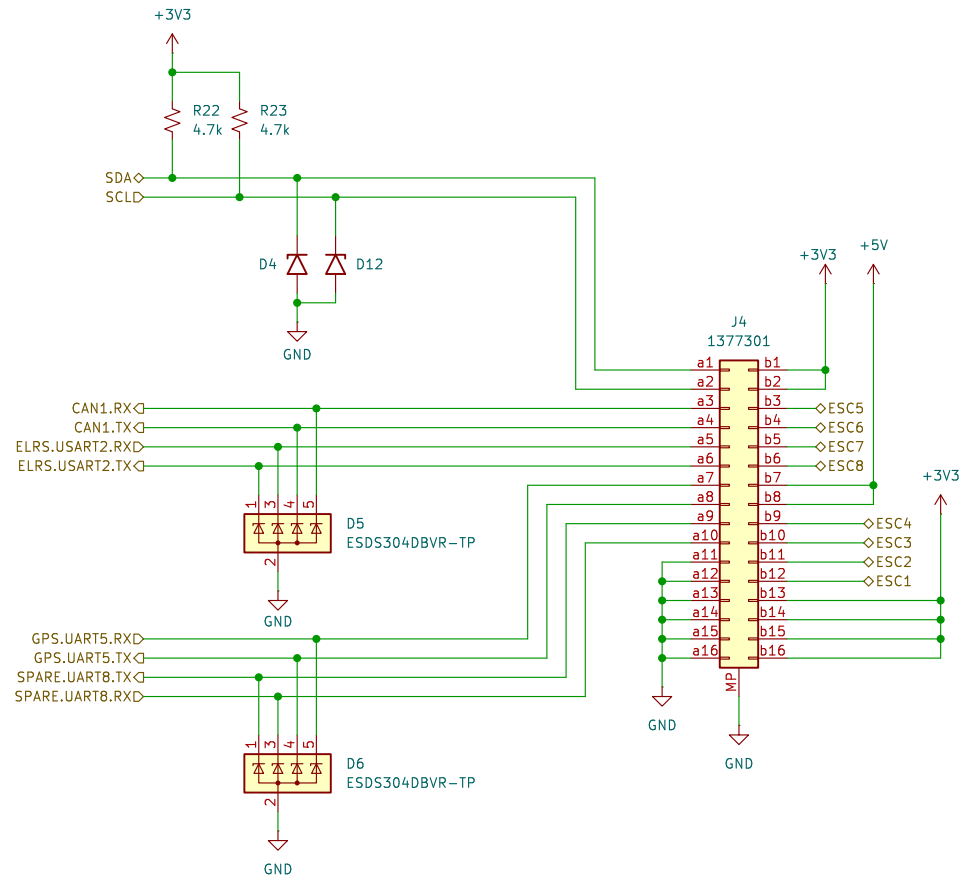 +3V3
R22
4.7k
R23
4.7k
SDA
SCL
D4
D12
GND
+3V3
+5V
J4
1377301
a1 b1
a2 b2
CAN1.RX a3 b3 ESC5
CAN1.TX a4 b4 ESC6
ELRS.USART2.RX a5 b5 ESC7
ELRS.USART2.TX a6 b6 ESC8
a7 b7
+3V3
a8 b8
1 3 4 5
a9 b9 ESC4
D5
ESDS304DBVR-TP
a10 b10 ESC3
2
a11 b11 ESC2
a12 b12 ESC1
a13 b13
GND
a14 b14
GPS.UART5.RX a15 b15
GPS.UART5.TX a16 b16
SPARE.UART8.TX
MP
SPARE.UART8.RX
GND
1 3 4 5
GND
D6
ESDS304DBVR-TP
2
GND